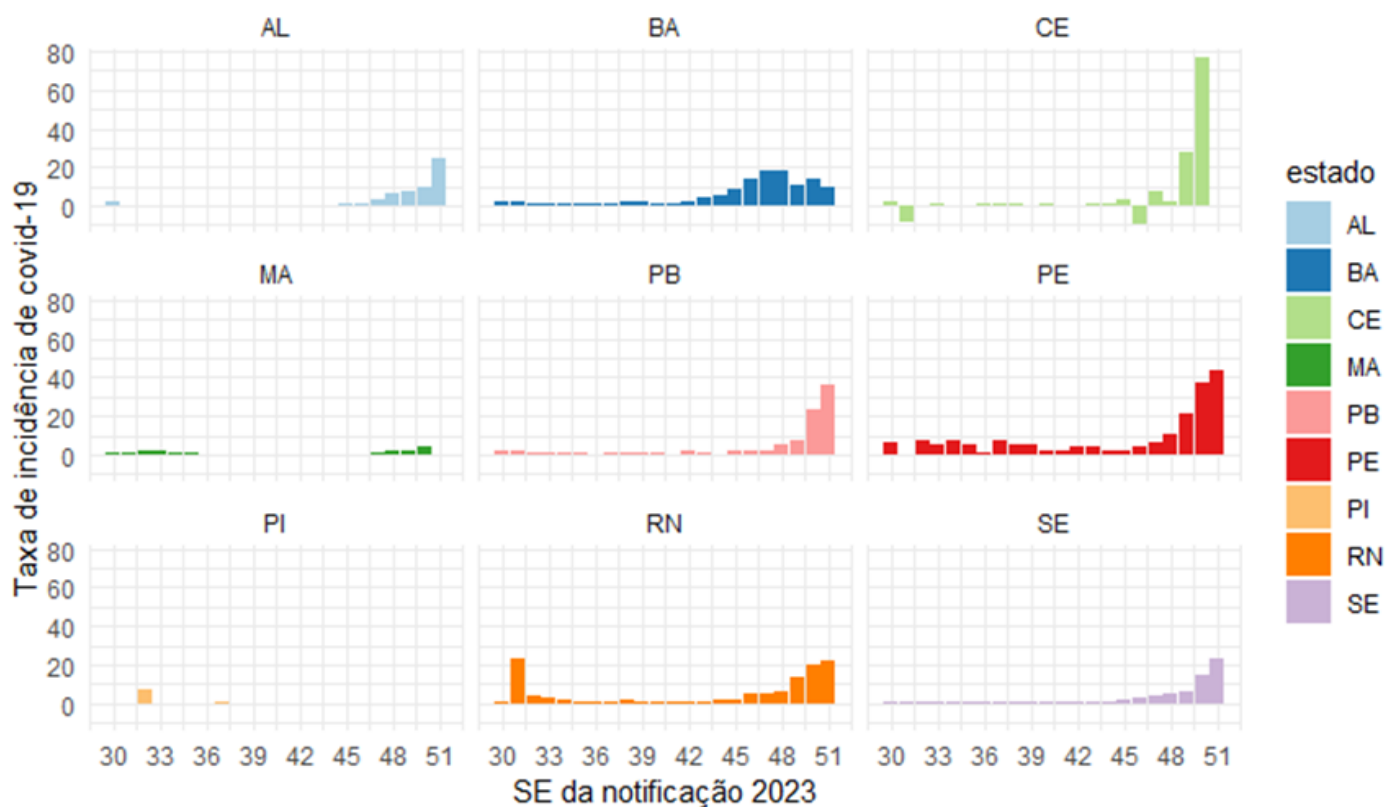 AL BA CE
80
60
40
20
0
MA PB PE
80
60
40
20
0
PI RN SE
80
60
40
20
0
30 33 36 39 42 45 48 51 30 33 36 39 42 45 48 51 30 33 36 39 42 45 48 51
SE da notificação 2023
Taxa de incidência de covid-19
estado
AL
BA
CE
MA
PB
PE
PI
RN
SE